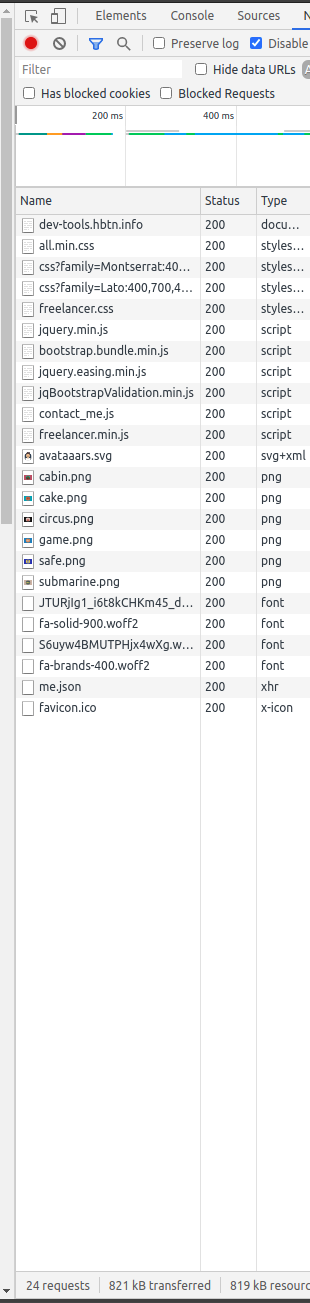 Elements Console Sources N
Preserve log Disable
Filter Hide data URLs A
Has blocked cookies Blocked Requests
200 ms 400 ms
Name Status Type
dev-tools.hbtn.info 200 docu...
all.min.css 200 styles...
css?family=Montserrat:40... 200 styles...
css?family=Lato:400,700,4... 200 styles...
freelancer.css 200 styles...
jquery.min.js 200 script
bootstrap.bundle.min.js 200 script
jquery.easing.min.js 200 script
jqBootstrapValidation.min.js 200 script
contact_me.js 200 script
freelancer.min.js 200 script
avataaars.svg 200 svg+xml
cabin.png 200 png
cake.png 200 png
circus.png 200 png
game.png 200 png
safe.png 200 png
submarine.png 200 png
JTURjIg1_i6t8kCHKm45_d... 200 font
fa-solid-900.woff2 200 font
S6uyw4BMUTPHjx4wXg.w... 200 font
fa-brands-400.woff2 200 font
me.json 200 xhr
favicon.ico 200 x-icon
24 requests 821 kB transferred 819 kB resourc